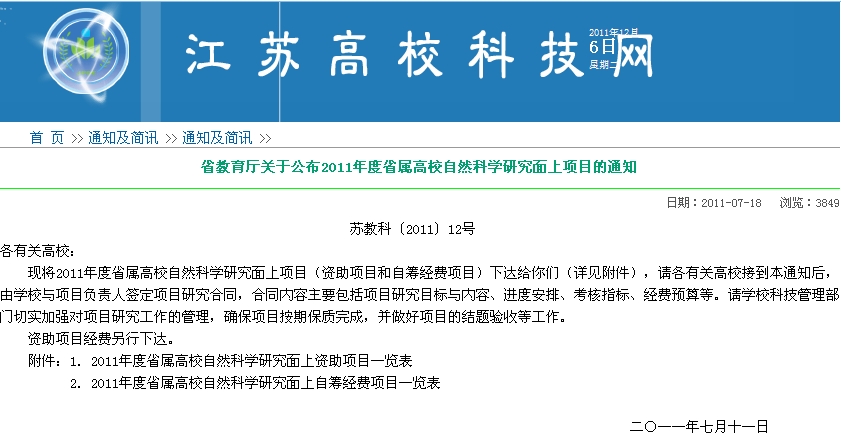 江苏高校科技网
2011年12月
6日
星期二
首 页 >> 通知及简讯 >> 通知及简讯 >>
省教育厅关于公布2011年度省属高校自然科学研究面上项目的通知
日期：2011-07-18 浏览：3849
苏教科〔2011〕12号
各有关高校：
现将2011年度省属高校自然科学研究面上项目（资助项目和自筹经费项目）下达给你们（详见附件），请各有关高校接到本通知后，
由学校与项目负责人签定项目研究合同，合同内容主要包括项目研究目标与内容、进度安排、考核指标、经费预算等。请学校科技管理部
门切实加强对项目研究工作的管理，确保项目按期保质完成，并做好项目的结题验收等工作。
资助项目经费另行下达。
附件：1. 2011年度省属高校自然科学研究面上资助项目一览表
2. 2011年度省属高校自然科学研究面上自筹经费项目一览表
二〇一一年七月十一日